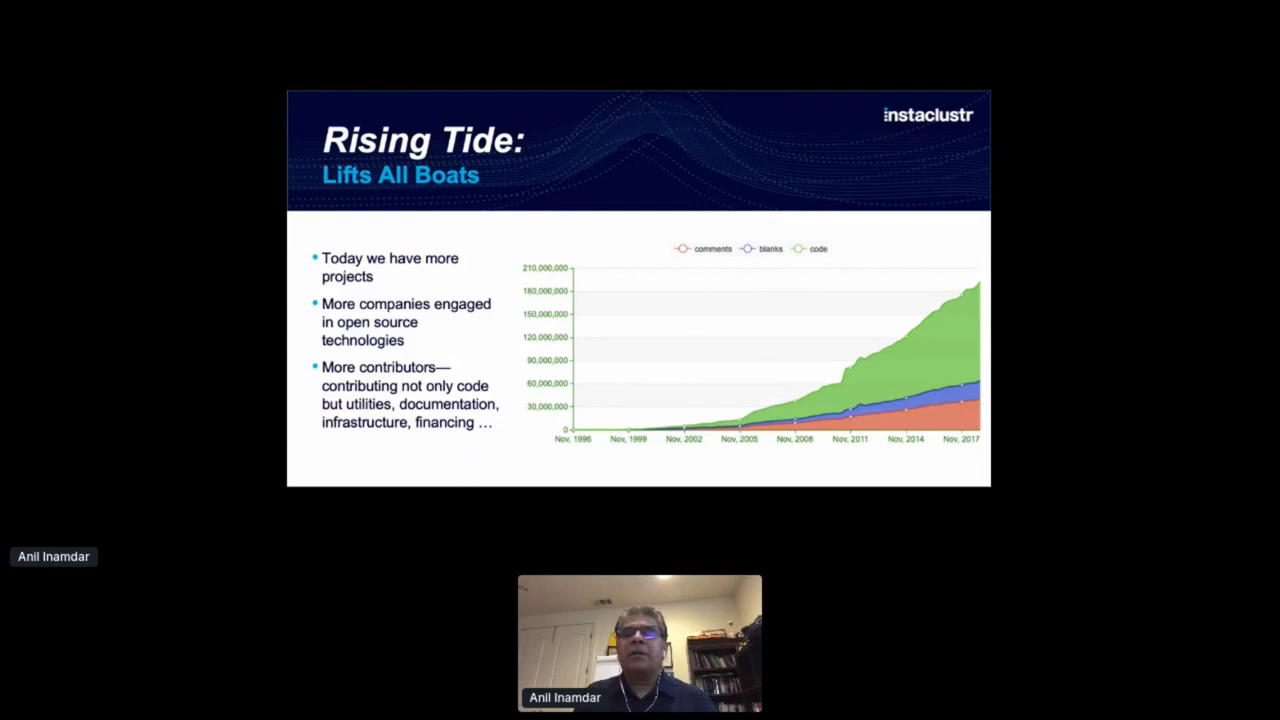 instaclustr
Rising Tide:
Lifts All Boats
• Today we have more
projects
• More companies engaged
in open source
technologies
• More contributors—
contributing not only code
but utilities, documentation,
infrastructure, financing …
comments blanks code
210,000,000
180,000,000
150,000,000
120,000,000
90,000,000
60,000,000
30,000,000
0
Nov, 1996 Nov, 1999 Nov, 2002 Nov, 2005 Nov, 2008 Nov, 2011 Nov, 2014 Nov, 2017
Anil Inamdar
Anil Inamdar